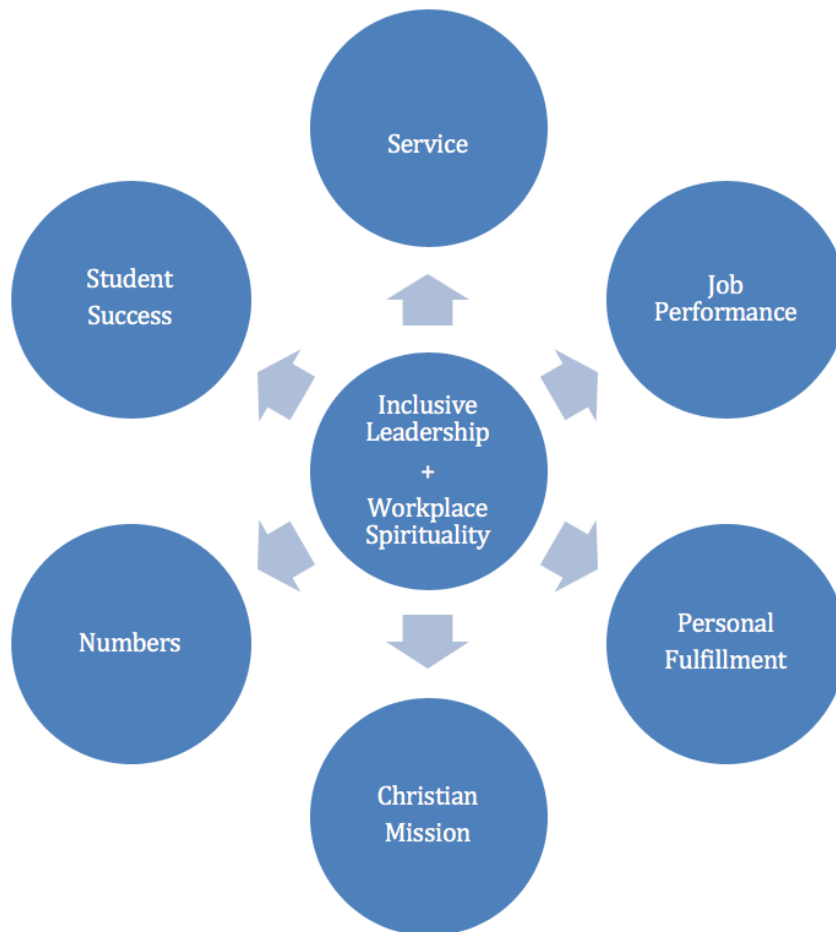 Service
Student
Success
Job
Performance
Inclusive
Leadership
+
Workplace
Spirituality
Numbers
Personal
Fulfillment
Christian
Mission